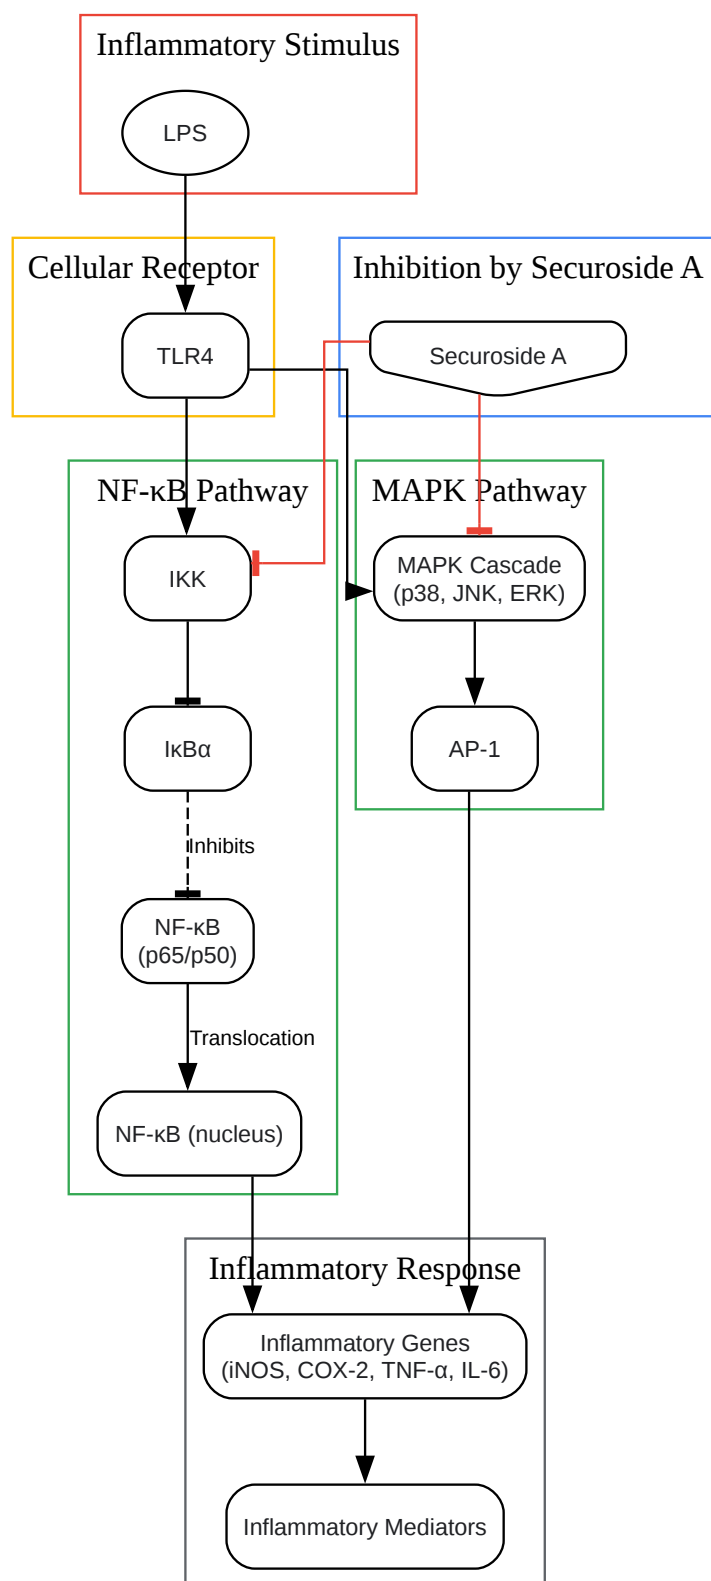 Inflammatory Stimulus
LPS
Cellular Receptor
TLR4
Inhibition by Securoside A
Securoside A
NF-κB Pathway
IKK
IκBα
Inhibits
NF-κB
(p65/p50)
Translocation
NF-κB (nucleus)
MAPK Pathway
MAPK Cascade
(p38, JNK, ERK)
AP-1
Inflammatory Response
Inflammatory Genes
(iNOS, COX-2, TNF-α, IL-6)
Inflammatory Mediators